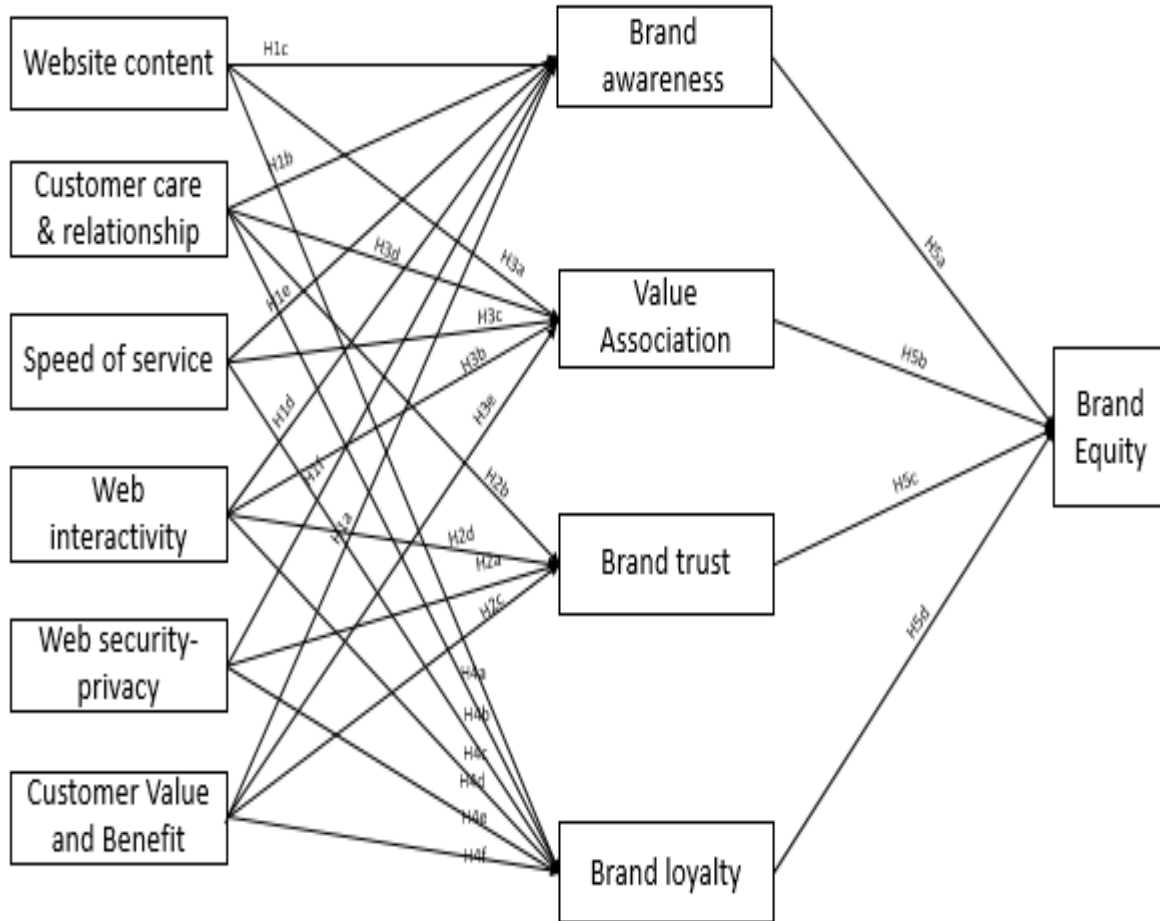 Website content
Customer care
& relationship
Speed of service
Web
interactivity
Web security-
privacy
Customer Value
and Benefit
H1c
H1b
H1e
H1d
H1f
H1a
H3a
H3d
H3c
H3b
H3e
H2b
H2d
H2a
H2c
H4a
H4b
H4c
H4d
H4e
H4f
Brand
awareness
Value
Association
Brand trust
Brand loyalty
H5a
H5b
H5c
H5d
Brand
Equity